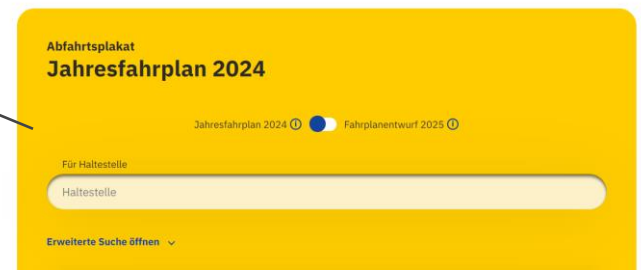 Abfahrtsplakat
Jahresfahrplan 2024
Jahresfahrplan 2024 Fahrplanentwurf 2025
Für Haltestelle
Haltestelle
Erweiterte Suche öffnen